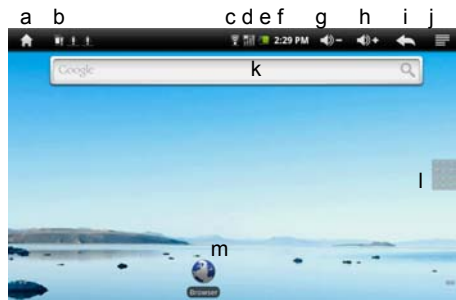 a b c d e f g h i j
2:29 PM
Google k
l
m
Browser